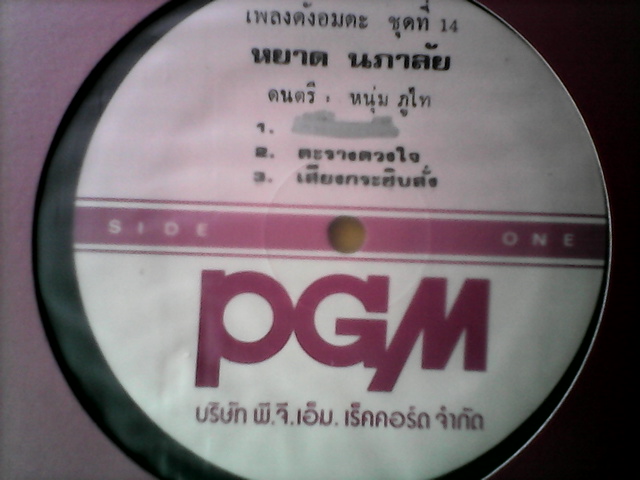 เพลงดังอมตะ ชุดที่ 14
หยาด นภาลัย
ดนตรี : หนุ่ม ภูไท
1.
2. ตะรางดวงใจ
3. เสียงกระซิบสั่ง
SIDE ONE
PGM
บริษัท พี.จี.เอ็ม. เร็คคอร์ด จำกัด